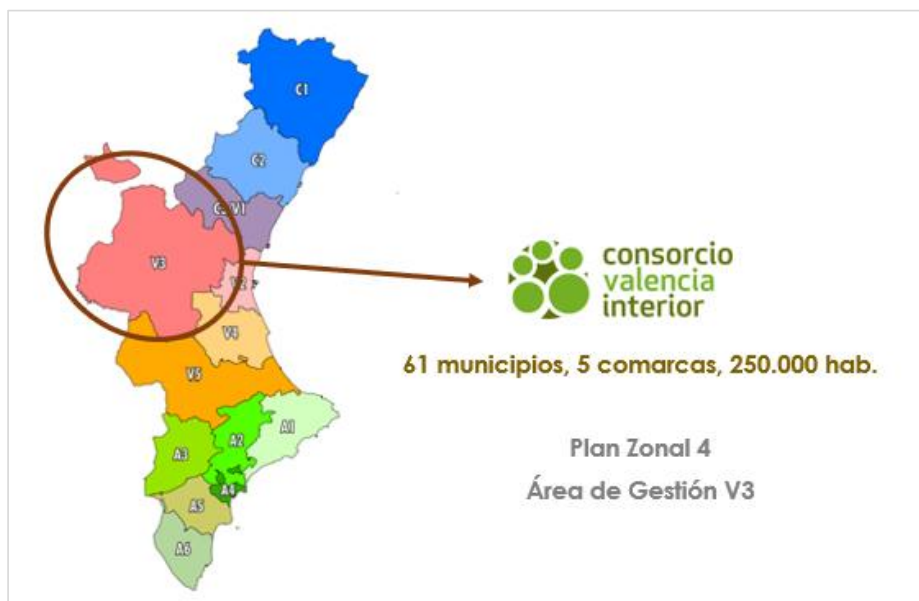 C1
C2
C3/V1
V3
V2
V4
V5
A1
A2
A3
A4
A5
A6
consorcio
valencia
interior
61 municipios, 5 comarcas, 250.000 hab.
Plan Zonal 4
Área de Gestión V3